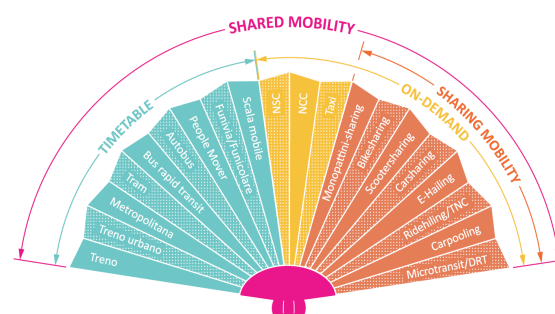 SHARED MOBILITY
TIMETABLE
ON-DEMAND
SHARING MOBILITY
Treno
Treno urbano
Metropolitana
Tram
Bus rapid transit
Autobus
People Mover
Funivia/Funicolare
Scala mobile
NSC
NCC
Taxi
Monopattini-sharing
Bikesharing
Scootersharing
Carsharing
E-Hailing
Ridehiling/TNC
Carpooling
Microtransit/DRT